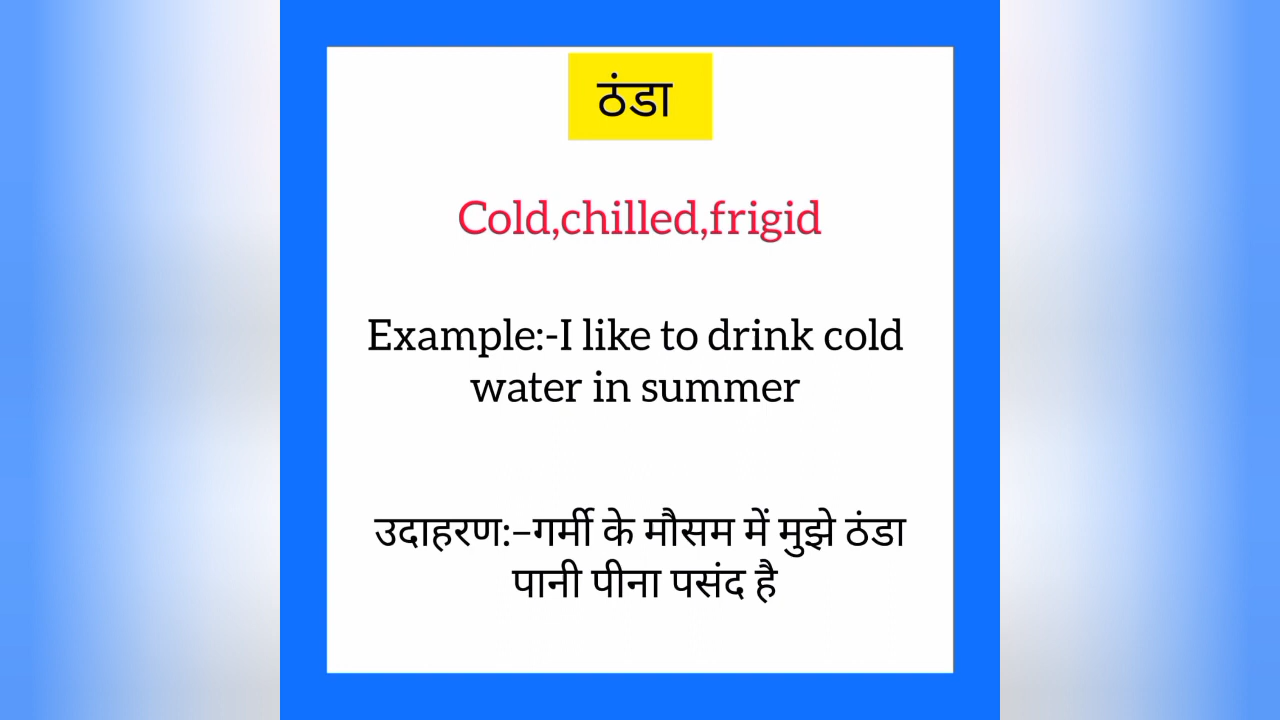 ठंडा
Cold,chilled,frigid
Example:-I like to drink cold
water in summer
उदाहरण:–गर्मी के मौसम में मुझे ठंडा
पानी पीना पसंद है